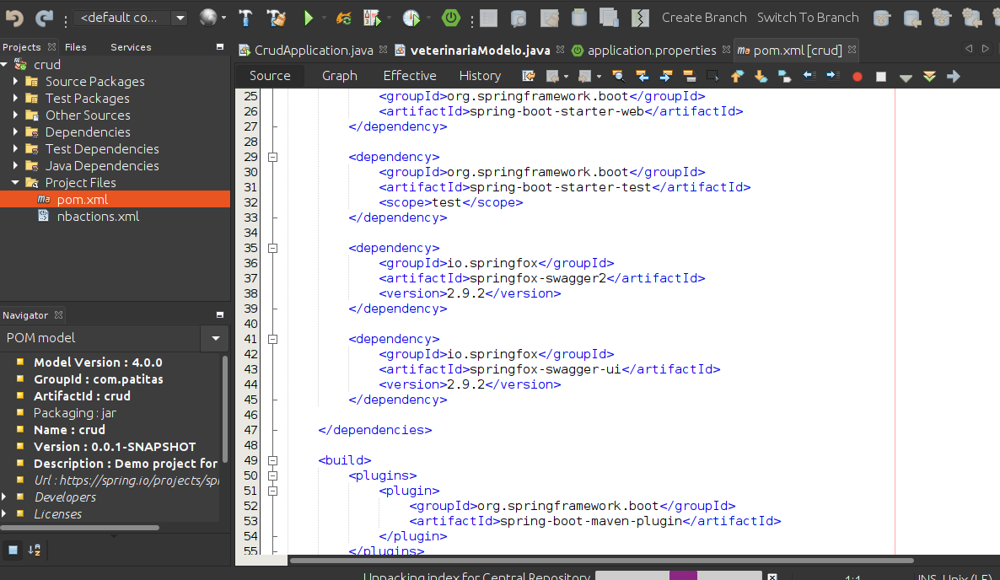 <default co...
Create Branch
Switch To Branch
Projects
Files
Services
crud
Source Packages
Test Packages
Other Sources
Dependencies
Test Dependencies
Java Dependencies
Project Files
pom.xml
nbactions.xml
Navigator
POM model
Model Version : 4.0.0
GroupId : com.patitas
ArtifactId : crud
Packaging : jar
Name : crud
Version : 0.0.1-SNAPSHOT
Description : Demo project for
Url : https://spring.io/projects/spr
Developers
Licenses
CrudApplication.java
veterinariaModelo.java
application.properties
pom.xml [crud]
Source
Graph
Effective
History
25 <groupId>org.springframework.boot</groupId>
26 <artifactId>spring-boot-starter-web</artifactId>
27 </dependency>
28
29 <dependency>
30 <groupId>org.springframework.boot</groupId>
31 <artifactId>spring-boot-starter-test</artifactId>
32 <scope>test</scope>
33 </dependency>
34
35 <dependency>
36 <groupId>io.springfox</groupId>
37 <artifactId>springfox-swagger2</artifactId>
38 <version>2.9.2</version>
39 </dependency>
40
41 <dependency>
42 <groupId>io.springfox</groupId>
43 <artifactId>springfox-swagger-ui</artifactId>
44 <version>2.9.2</version>
45 </dependency>
46
47 </dependencies>
48
49 <build>
50 <plugins>
51 <plugin>
52 <groupId>org.springframework.boot</groupId>
53 <artifactId>spring-boot-maven-plugin</artifactId>
54 </plugin>
55 </plugins>
Unpacking index for Central Repository
1:1
INS Unix (LF)